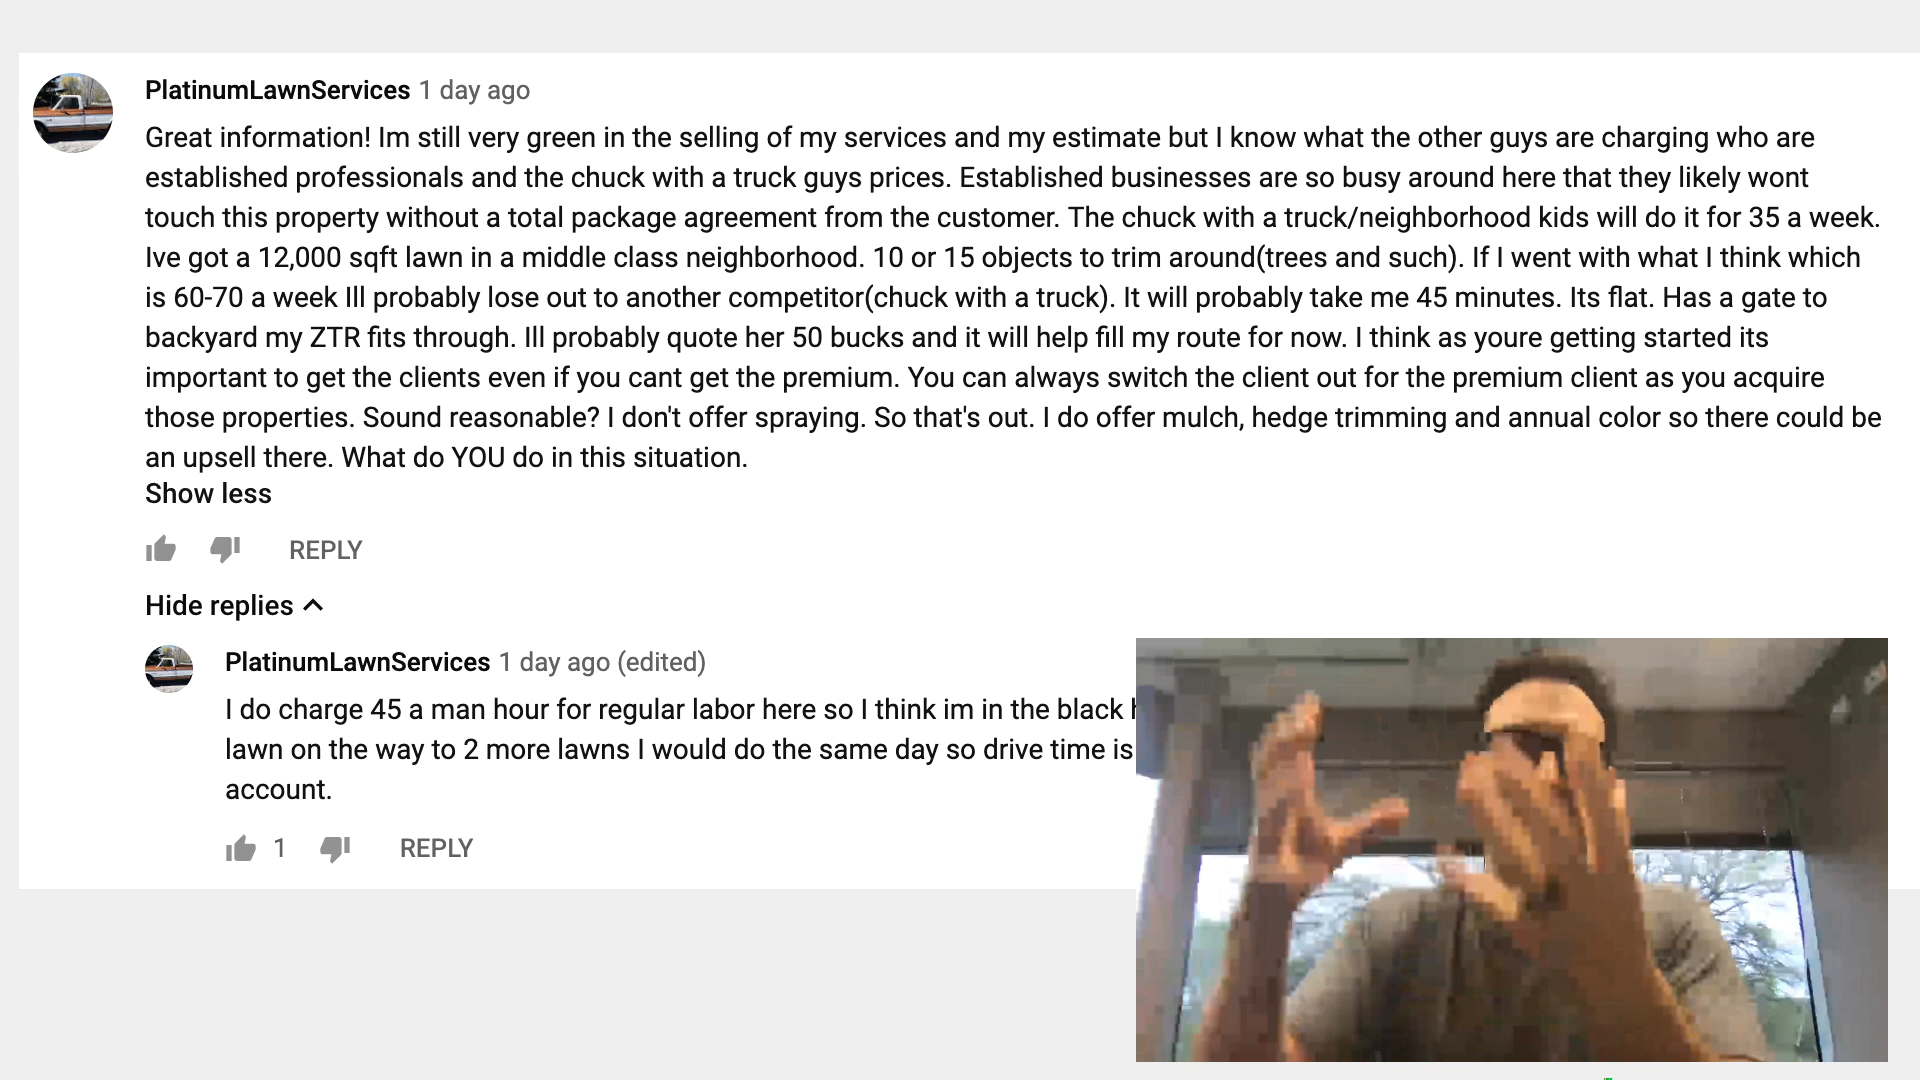 PlatinumLawnServices 1 day ago
Great information! Im still very green in the selling of my services and my estimate but I know what the other guys are charging who are
established professionals and the chuck with a truck guys prices. Established businesses are so busy around here that they likely wont
touch this property without a total package agreement from the customer. The chuck with a truck/neighborhood kids will do it for 35 a week.
Ive got a 12,000 sqft lawn in a middle class neighborhood. 10 or 15 objects to trim around(trees and such). If I went with what I think which
is 60-70 a week Ill probably lose out to another competitor(chuck with a truck). It will probably take me 45 minutes. Its flat. Has a gate to
backyard my ZTR fits through. Ill probably quote her 50 bucks and it will help fill my route for now. I think as youre getting started its
important to get the clients even if you cant get the premium. You can always switch the client out for the premium client as you acquire
those properties. Sound reasonable? I don't offer spraying. So that's out. I do offer mulch, hedge trimming and annual color so there could be
an upsell there. What do YOU do in this situation.
Show less
REPLY
Hide replies
PlatinumLawnServices 1 day ago (edited)
I do charge 45 a man hour for regular labor here so I think im in the black
lawn on the way to 2 more lawns I would do the same day so drive time is
account.
1 REPLY